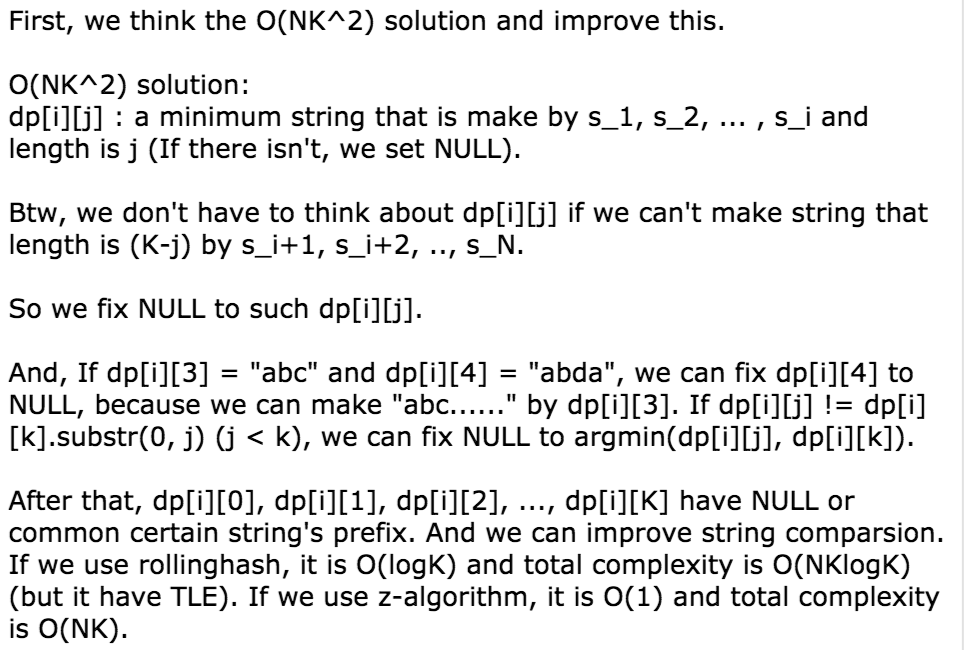 First, we think the O(NK^2) solution and improve this.
O(NK^2) solution:
dp[i][j] : a minimum string that is make by s_1, s_2, ... , s_i and
length is j (If there isn't, we set NULL).
Btw, we don't have to think about dp[i][j] if we can't make string that
length is (K-j) by s_i+1, s_i+2, .., s_N.
So we fix NULL to such dp[i][j].
And, If dp[i][3] = "abc" and dp[i][4] = "abda", we can fix dp[i][4] to
NULL, because we can make "abc......" by dp[i][3]. If dp[i][j] != dp[i]
[k].substr(0, j) (j < k), we can fix NULL to argmin(dp[i][j], dp[i][k]).
After that, dp[i][0], dp[i][1], dp[i][2], ..., dp[i][K] have NULL or
common certain string's prefix. And we can improve string comparsion.
If we use rollinghash, it is O(logK) and total complexity is O(NKlogK)
(but it have TLE). If we use z-algorithm, it is O(1) and total complexity
is O(NK).